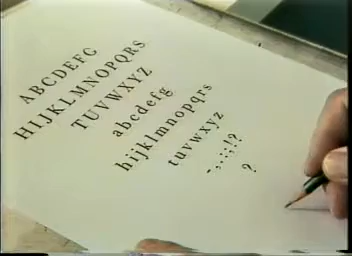 ABCDEFG
HIJKLMNOPQRS
TUVWXYZ
abcdefg
hijklmnopqrs
tuvwxyz
-,.:;!?
?